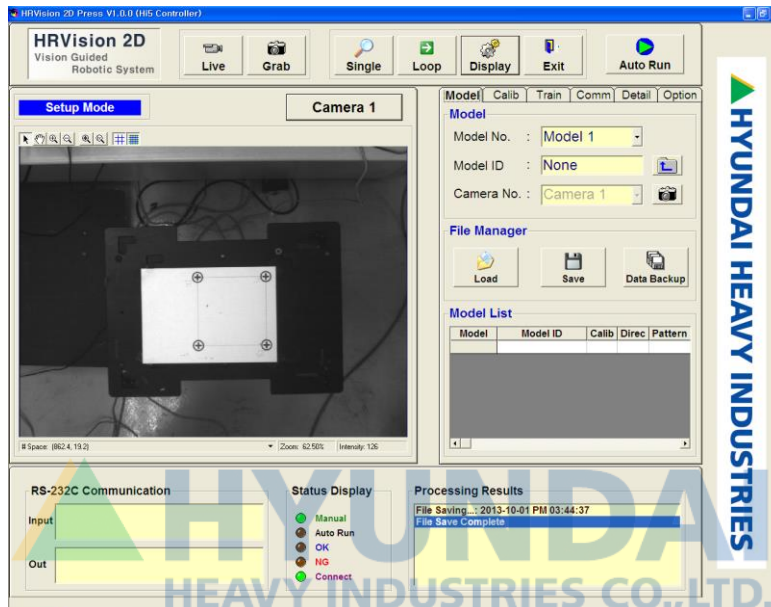 HRVision 2D Press V1.0.0 (Hi5 Controller)
HRVision 2D
Vision Guided
Robotic System
Live
Grab
Single
Loop
Display
Exit
Auto Run
Setup Mode
Camera 1
Model Calib Train Comm Detail Option
Model
Model No. : Model 1
Model ID : None
Camera No. : Camera 1
File Manager
Load
Save
Data Backup
Model List
Model Model ID Calib Direc Pattern
# Space: (862.4, 19.2) Zoom: 62.50% Intensity: 126
RS-232C Communication
Input
Out
Status Display
Manual
Auto Run
OK
NG
Connect
Processing Results
File Saving...: 2013-10-01 PM 03:44:37
File Save Complete
HYUNDAI HEAVY INDUSTRIES
HYUNDAI
HEAVY INDUSTRIES CO.,LTD.